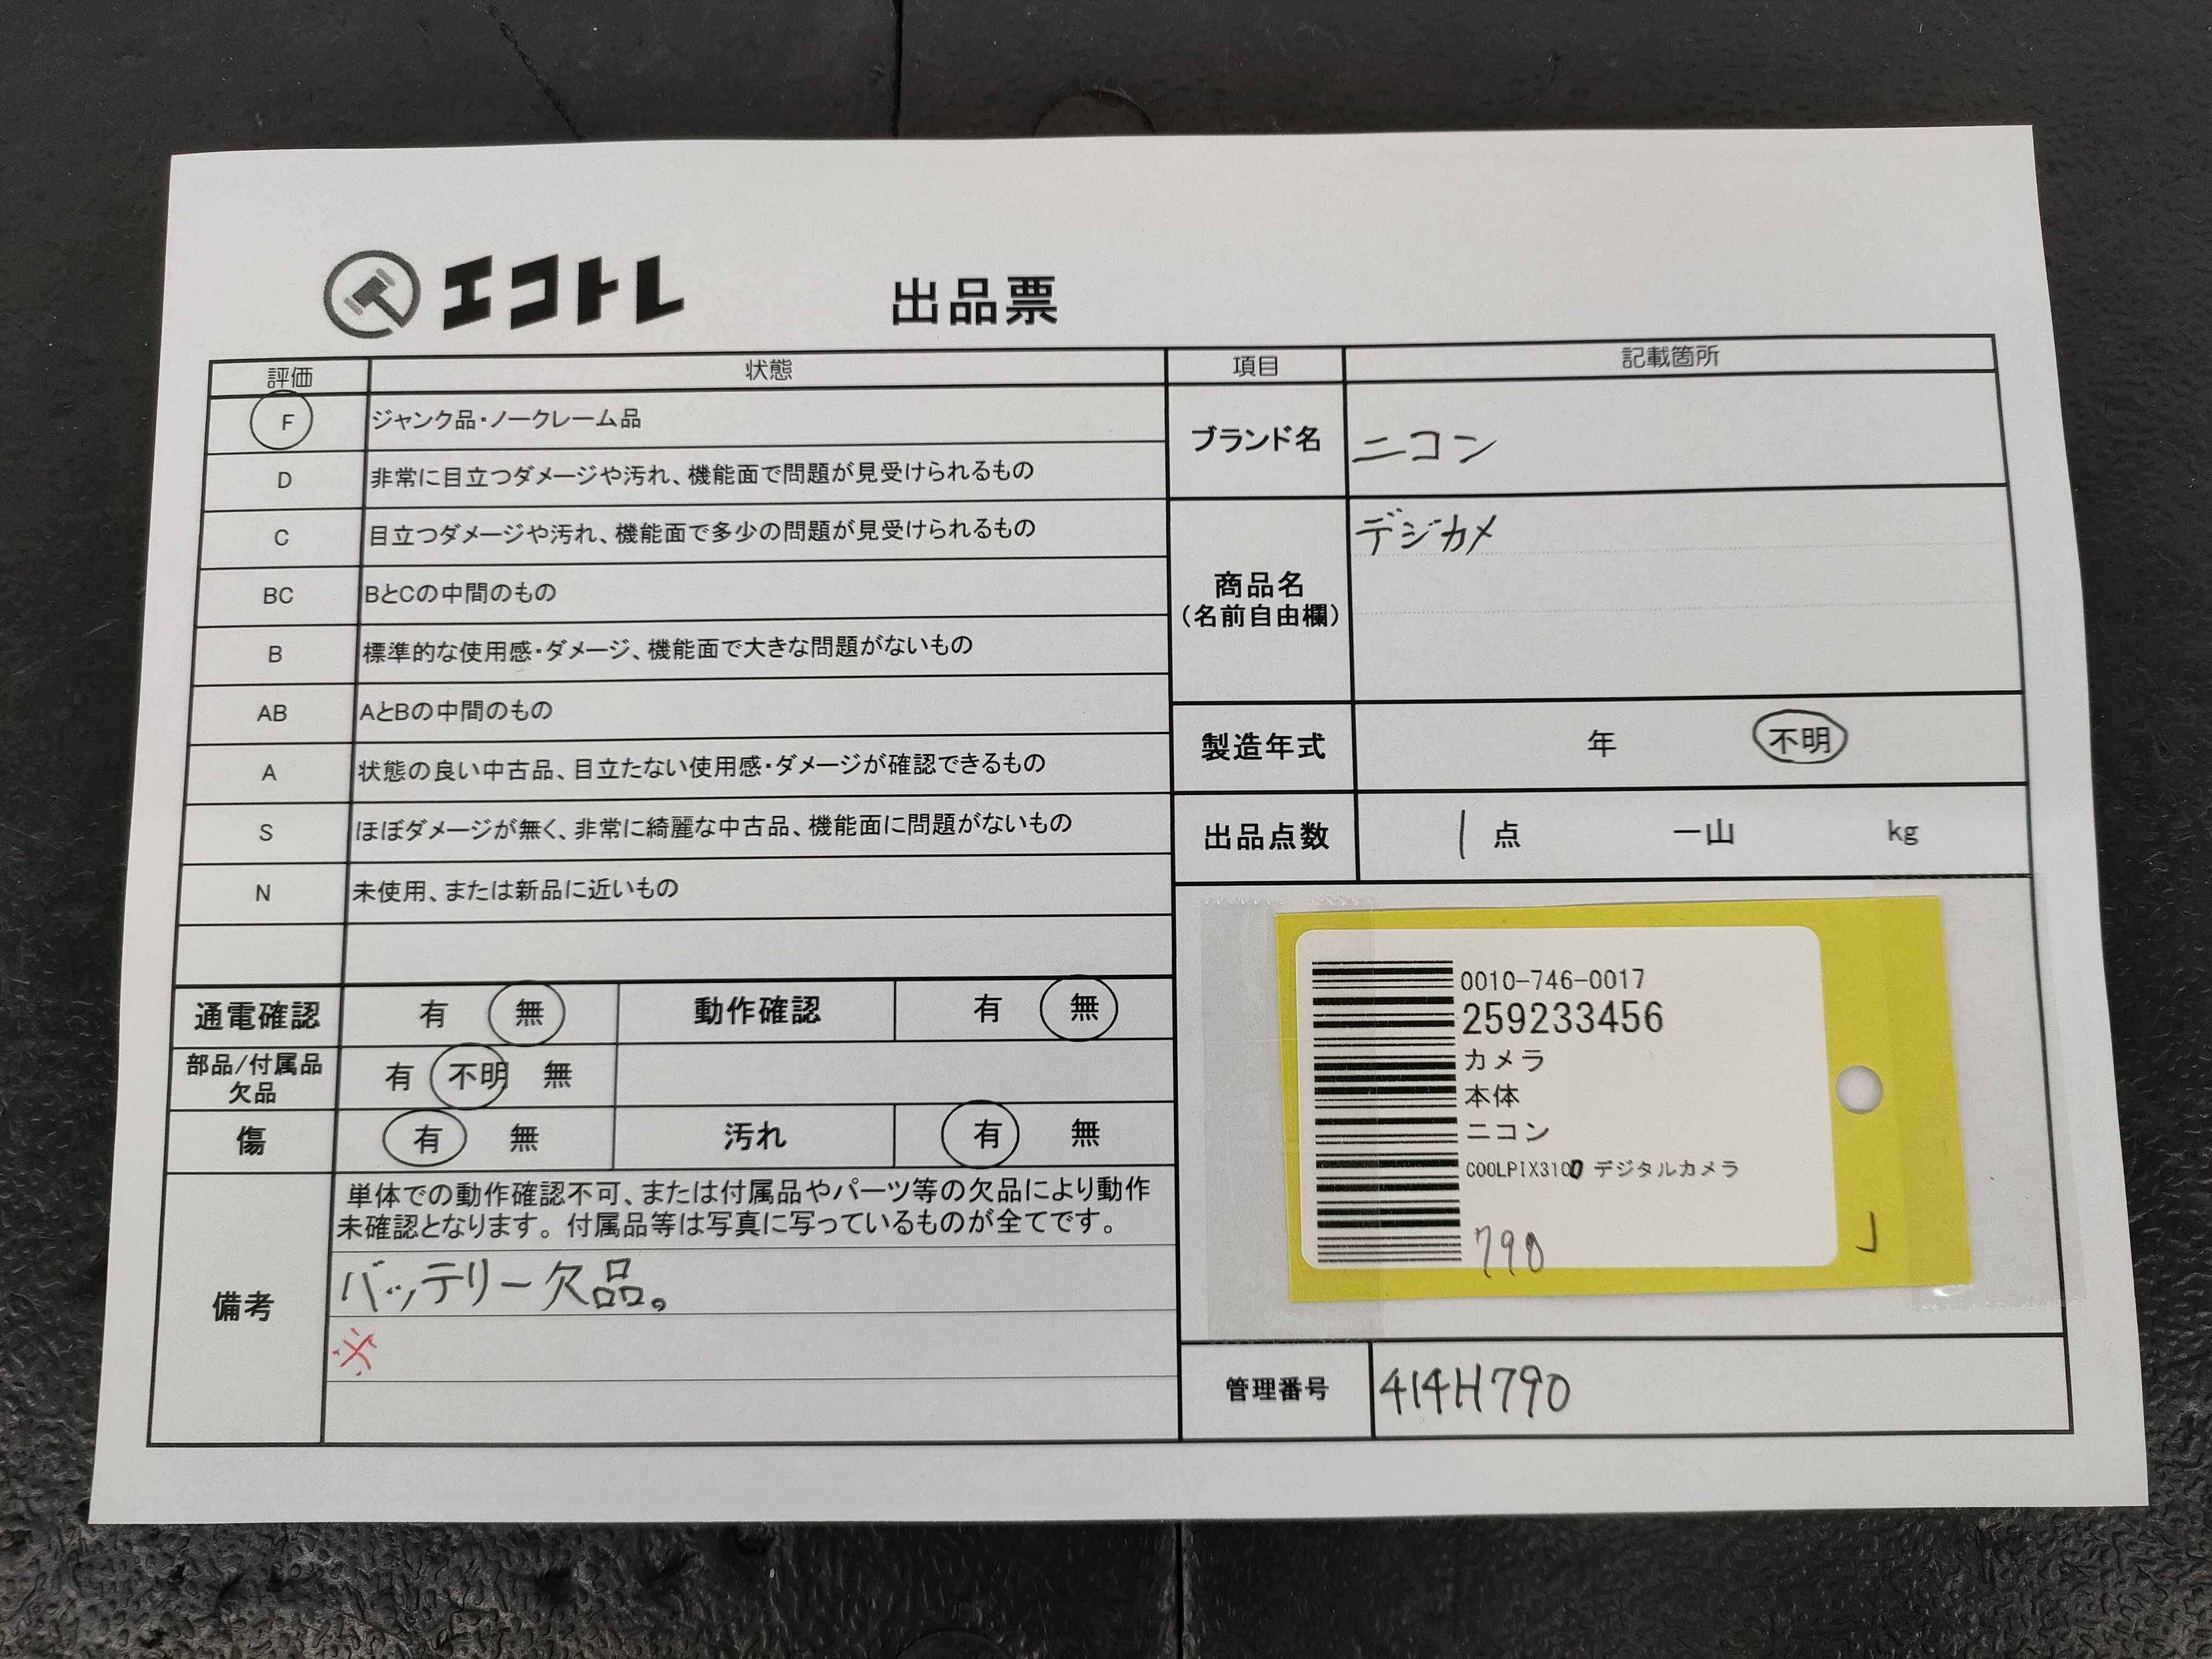 エコトレ
出品票
評価 状態
F ジャンク品・ノークレーム品
D 非常に目立つダメージや汚れ、機能面で問題が見受けられるもの
C 目立つダメージや汚れ、機能面で多少の問題が見受けられるもの
BC BとCの中間のもの
B 標準的な使用感・ダメージ、機能面で大きな問題がないもの
AB AとBの中間のもの
A 状態の良い中古品、目立たない使用感・ダメージが確認できるもの
S ほぼダメージが無く、非常に綺麗な中古品、機能面に問題がないもの
N 未使用、または新品に近いもの
通電確認 有 無 動作確認 有 無
部品/付属品
欠品
有 不明 無
傷 有 無 汚れ 有 無
備考
単体での動作確認不可、または付属品やパーツ等の欠品により動作
未確認となります。付属品等は写真に写っているものが全てです。
バッテリー欠品。
項目 記載箇所
ブランド名 ニコン
商品名
(名前自由欄)
デジカメ
製造年式 年 不明
出品点数 1点 一山 kg
0010-746-0017
259233456
カメラ
本体
ニコン
COOLPIX3100 デジタルカメラ
790
管理番号 414H790